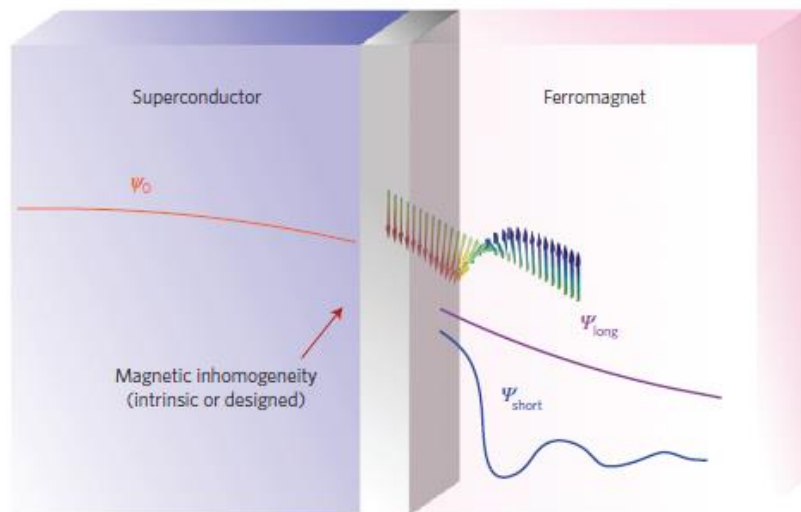 Superconductor
Ferromagnet
ψ₀
Ψlong
Magnetic inhomogeneity
(intrinsic or designed)
Ψshort